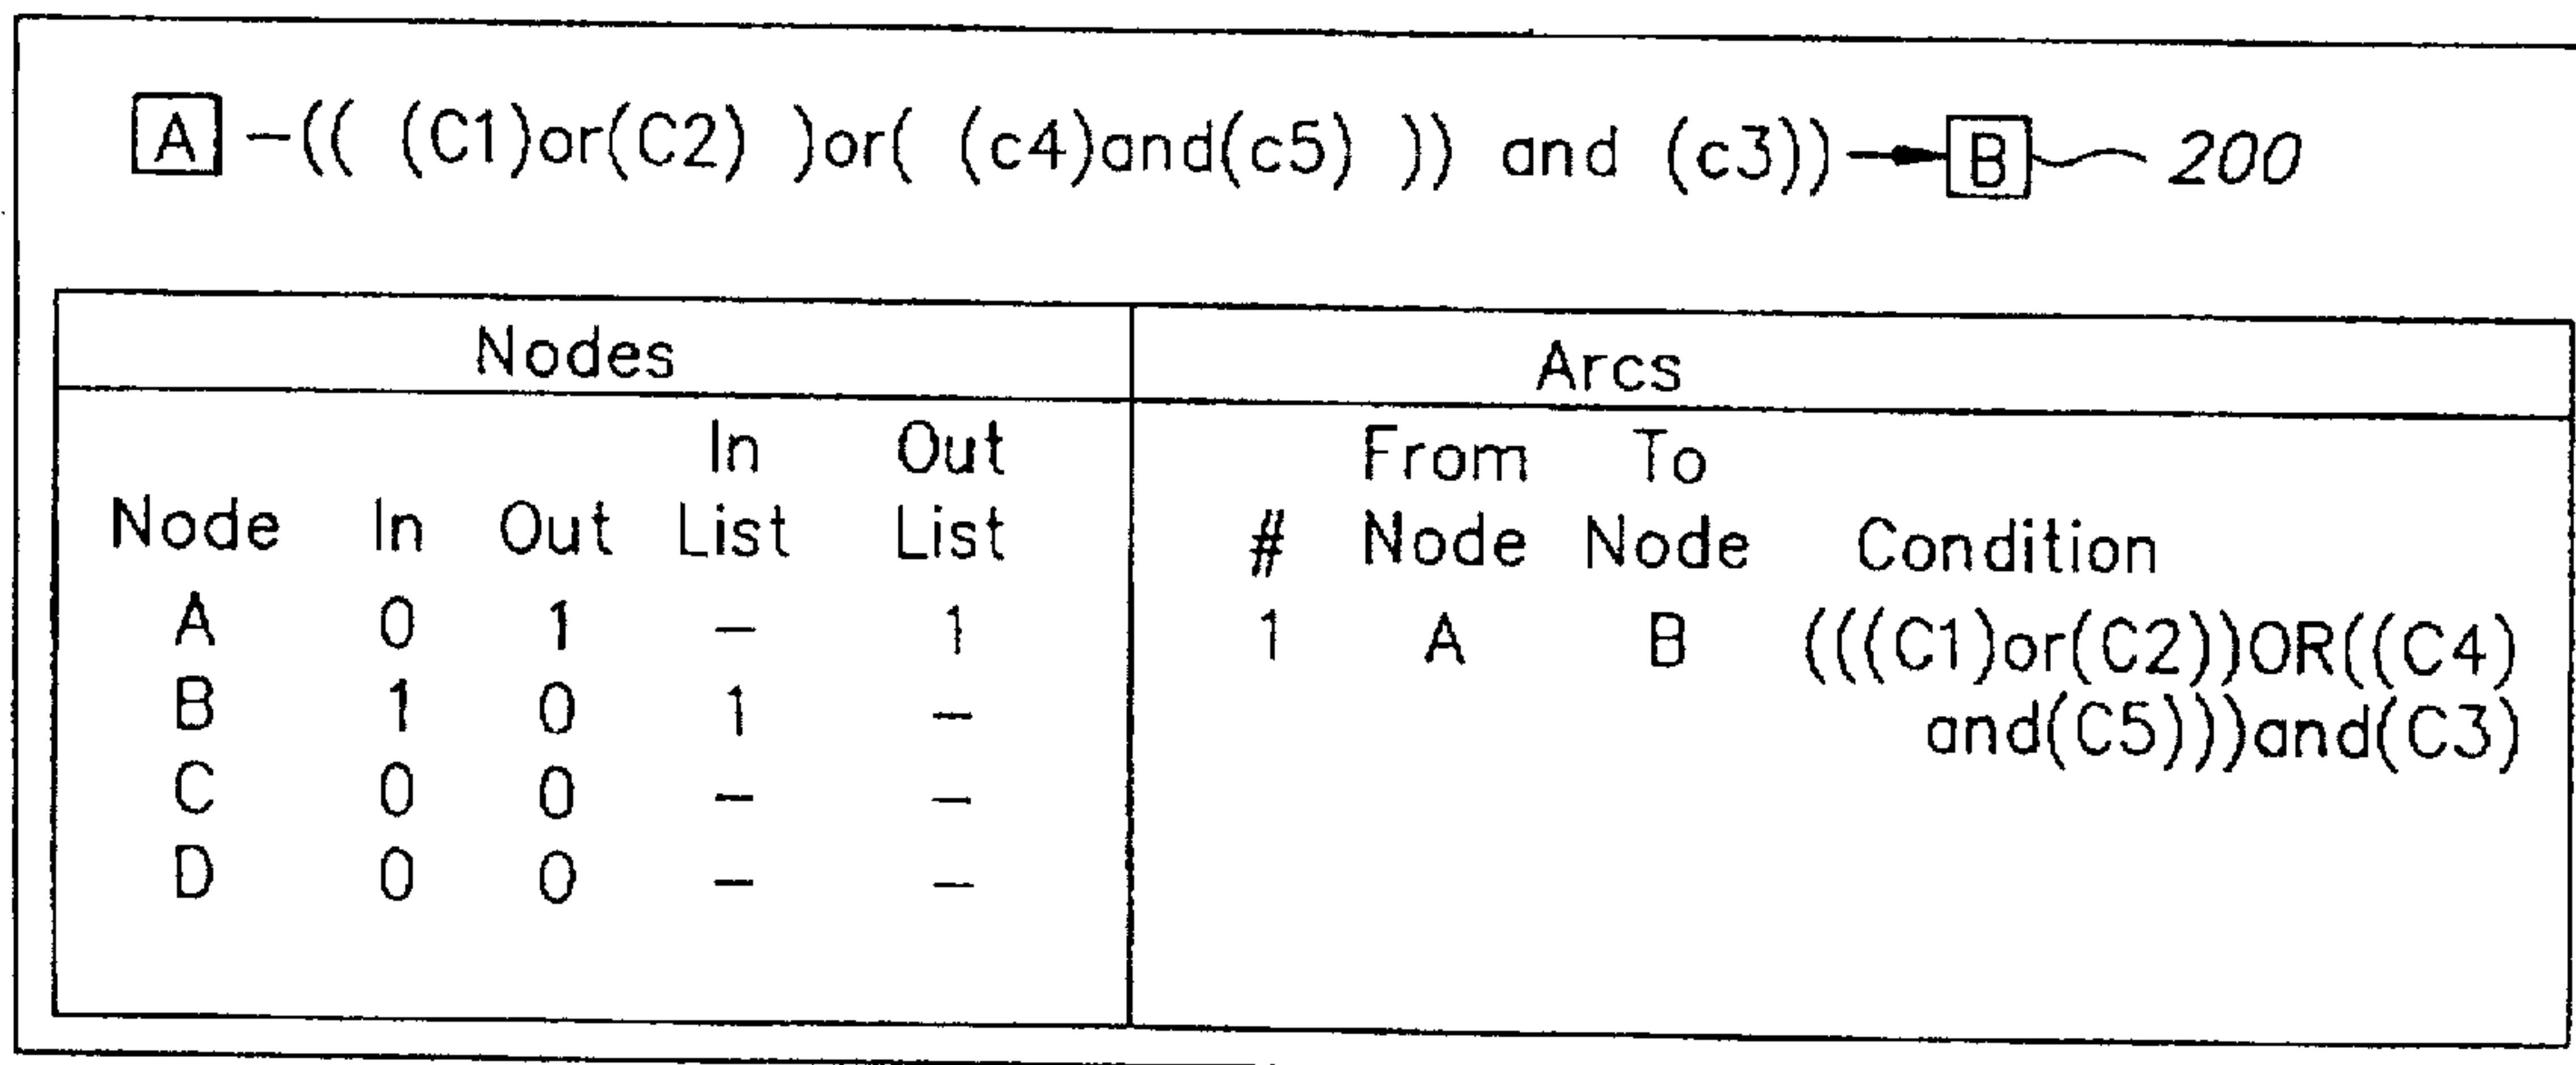 A -(( (C1)or(C2) )or( (c4)and(c5) )) and (c3)) B 200
Nodes Arcs
In Out From To
Node In Out List List # Node Node Condition
A 0 1 - 1 1 A B (((C1)or(C2))OR((C4)
B 1 0 1 - and(C5)))and(C3)
C 0 0 - -
D 0 0 - -